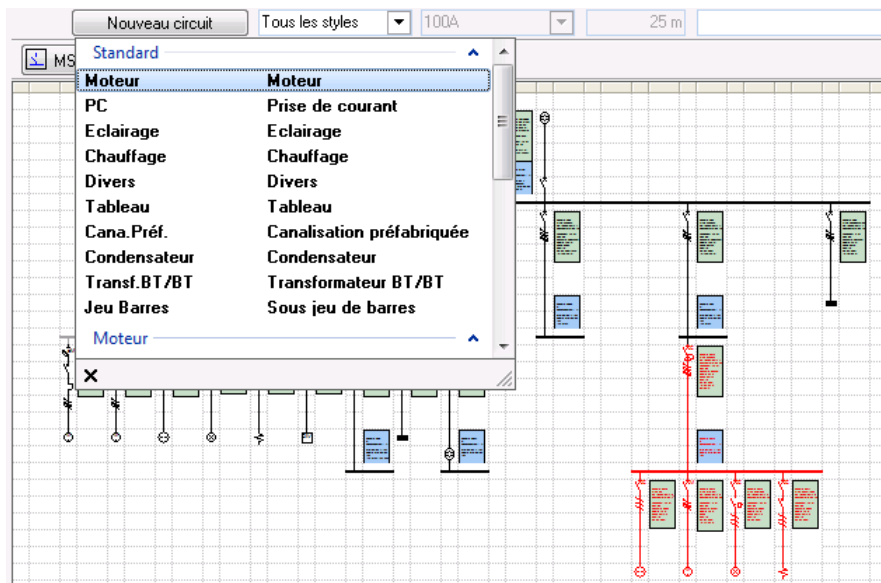 Nouveau circuit Tous les styles 100A 25 m
MS
Standard
Moteur Moteur
PC Prise de courant
Eclairage Eclairage
Chauffage Chauffage
Divers Divers
Tableau Tableau
Cana.Préf. Canalisation préfabriquée
Condensateur Condensateur
Transf.BT/BT Transformateur BT/BT
Jeu Barres Sous jeu de barres
Moteur